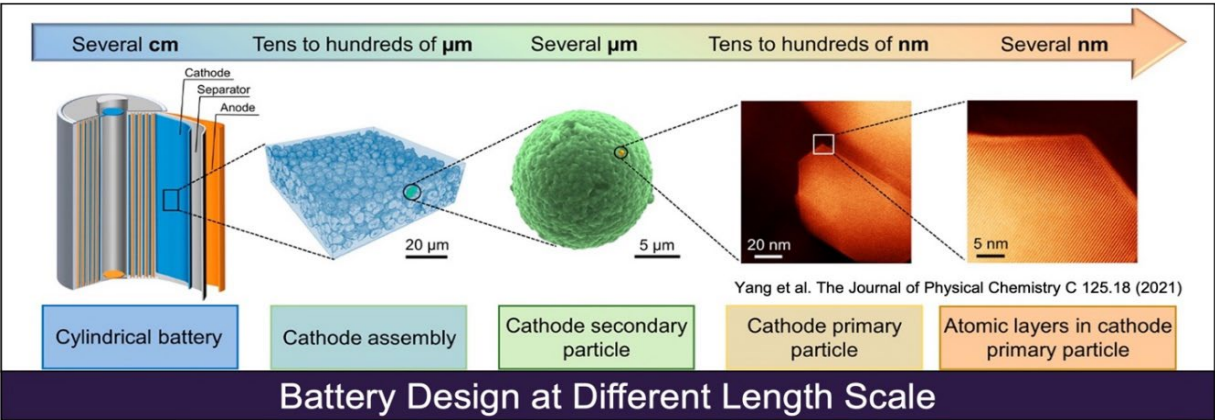 Several cm
Tens to hundreds of µm
Several µm
Tens to hundreds of nm
Several nm
Cathode
Separator
Anode
20 µm
5 µm
20 nm
5 nm
Yang et al. The Journal of Physical Chemistry C 125.18 (2021)
Cylindrical battery
Cathode assembly
Cathode secondary
particle
Cathode primary
particle
Atomic layers in cathode
primary particle
Battery Design at Different Length Scale